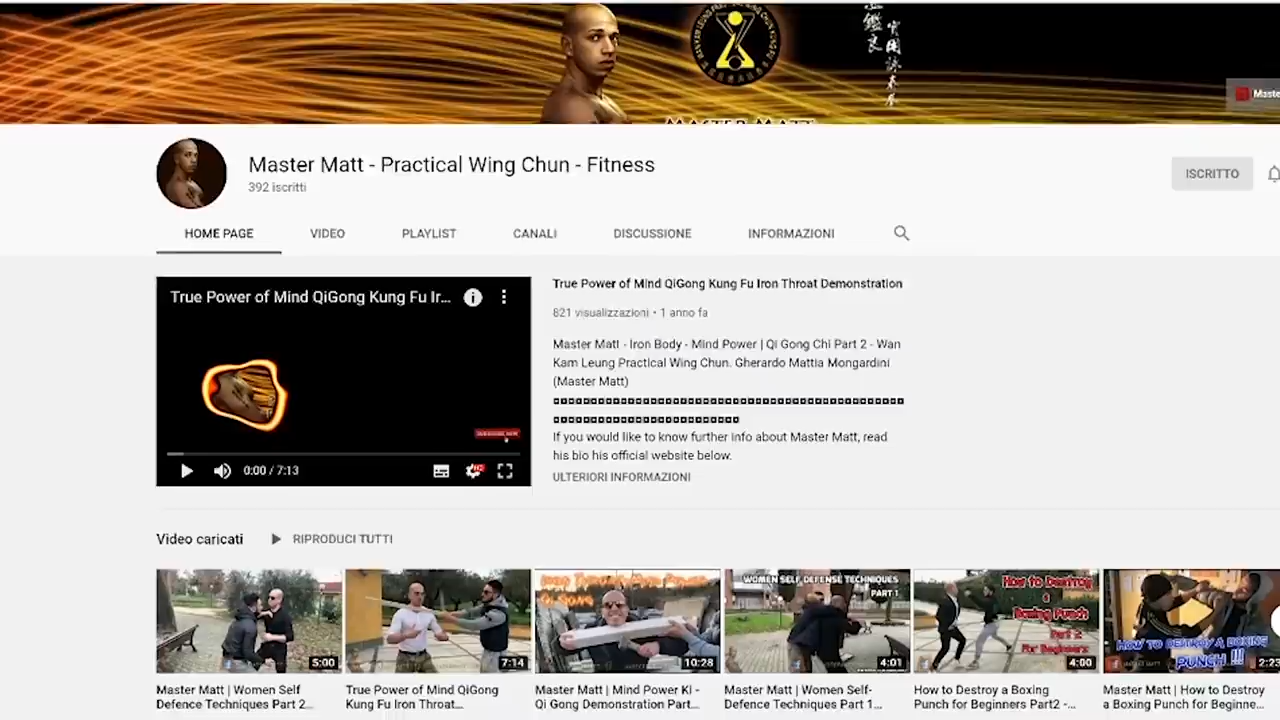 Maste
MASTER MATT
Master Matt - Practical Wing Chun - Fitness
392 iscritti
ISCRITTO
HOME PAGE
VIDEO
PLAYLIST
CANALI
DISCUSSIONE
INFORMAZIONI
True Power of Mind QiGong Kung Fu Ir...
0:00 / 7:13
True Power of Mind QiGong Kung Fu Iron Throat Demonstration
821 visualizzazioni • 1 anno fa
Master Matt - Iron Body - Mind Power | Qi Gong Chi Part 2 - Wan
Kam Leung Practical Wing Chun. Gherardo Mattia Mongardini
(Master Matt)
If you would like to know further info about Master Matt, read
his bio his official website below.
ULTERIORI INFORMAZIONI
Video caricati
RIPRODUCI TUTTI
5:00
7:14
QI GONG
10:28
WOMEN SELF DEFENSE TECHNIQUES
PART 1
4:01
How to Destroy
a
Boxing Punch
Part 2
For Beginners
4:00
HOW TO DESTROY A BOXING
PUNCH !!!
2:23
Master Matt | Women Self
Defence Techniques Part 2...
True Power of Mind QiGong
Kung Fu Iron Throat...
Master Matt | Mind Power Ki -
Qi Gong Demonstration Part...
Master Matt | Women Self-
Defence Techniques Part 1...
How to Destroy a Boxing
Punch for Beginners Part2 -...
Master Matt | How to Destroy
a Boxing Punch for Beginne...